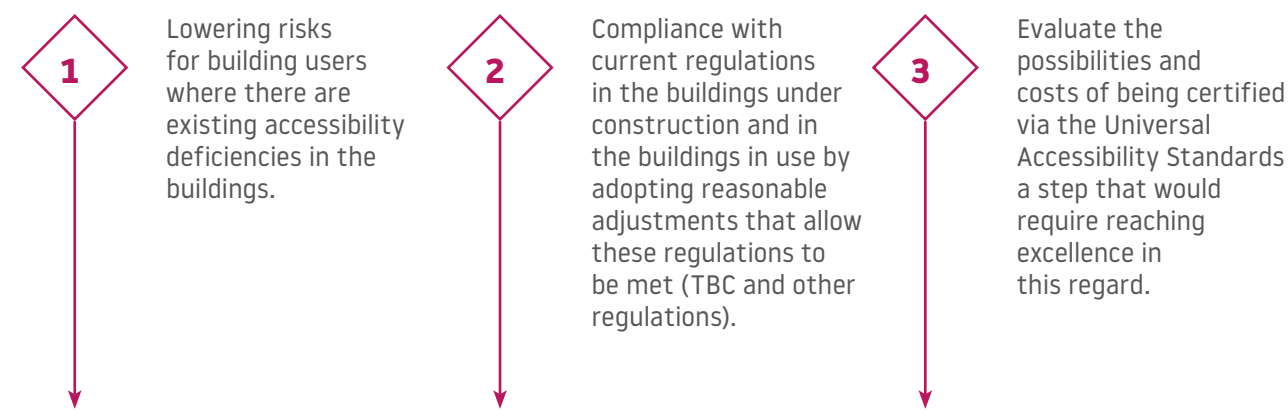 1
Lowering risks
for building users
where there are
existing accessibility
deficiencies in the
buildings.
2
Compliance with
current regulations
in the buildings under
construction and in
the buildings in use by
adopting reasonable
adjustments that allow
these regulations to
be met (TBC and other
regulations).
3
Evaluate the
possibilities and
costs of being certified
via the Universal
Accessibility Standards
a step that would
require reaching
excellence in
this regard.